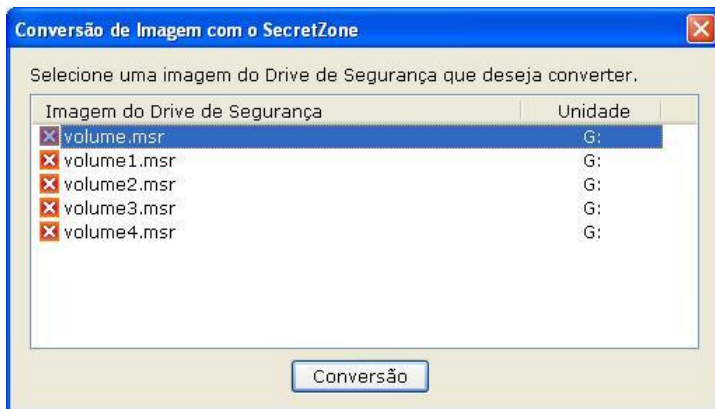 Conversão de Imagem com o SecretZone
Selecione uma imagem do Drive de Segurança que deseja converter.
Imagem do Drive de Segurança Unidade
volume.msr G:
volume1.msr G:
volume2.msr G:
volume3.msr G:
volume4.msr G:
Conversão